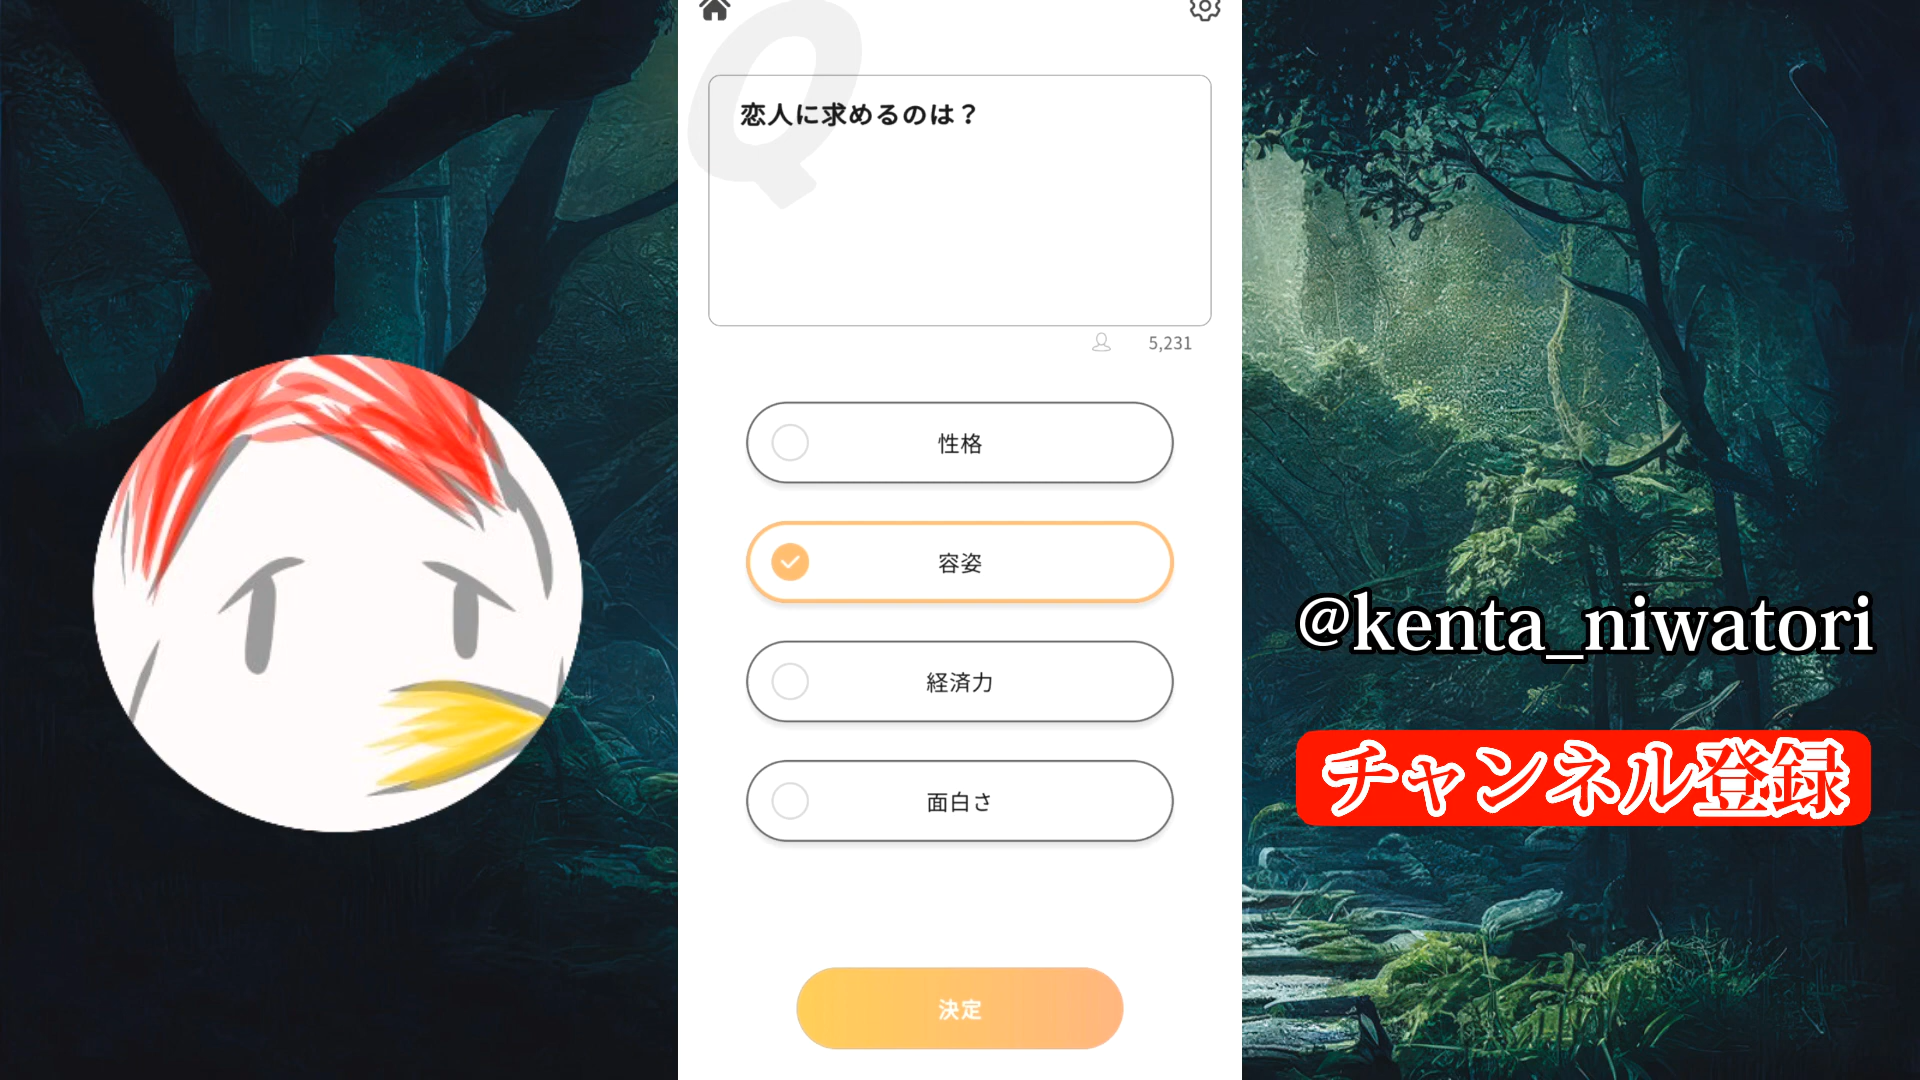 Q
恋人に求めるのは？
5,231
性格
容姿
経済力
面白さ
決定
@kenta_niwatori
チャンネル登録